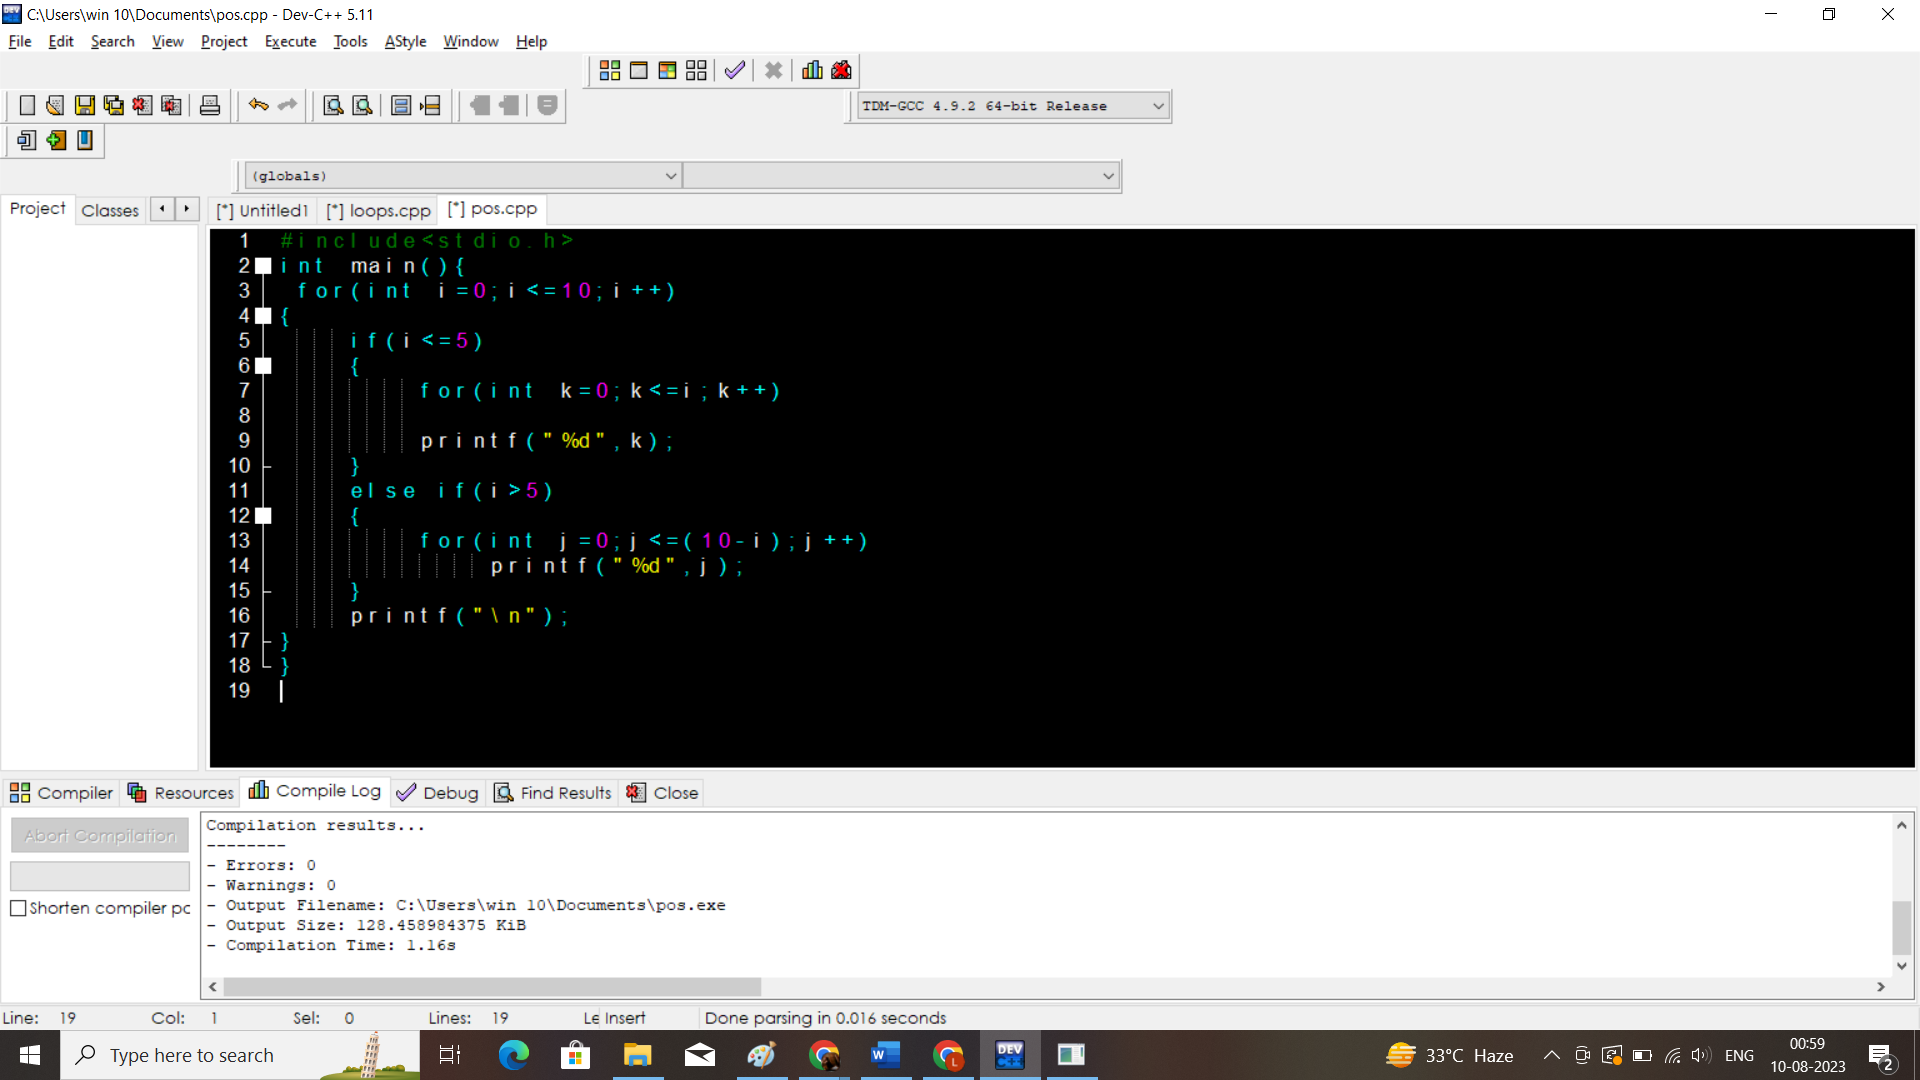 C:\Users\win 10\Documents\pos.cpp - Dev-C++ 5.11
File Edit Search View Project Execute Tools AStyle Window Help
TDM-GCC 4.9.2 64-bit Release
(globals)
Project Classes [*] Untitled1 [*] loops.cpp [*] pos.cpp
1 #include<stdio.h>
2 int main(){
3 for(int i=0;i<=10;i++)
4 {
5 if(i<=5)
6 {
7 for(int k=0;k<=i;k++)
8
9 printf("%d",k);
10 }
11 else if(i>5)
12 {
13 for(int j=0;j<=(10-i);j++)
14 printf("%d",j);
15 }
16 printf("\n");
17 }
18 }
19
Compiler Resources Compile Log Debug Find Results Close
Abort Compilation
Shorten compiler pa
Compilation results...
--------
- Errors: 0
- Warnings: 0
- Output Filename: C:\Users\win 10\Documents\pos.exe
- Output Size: 128.458984375 KiB
- Compilation Time: 1.16s
Line: 19 Col: 1 Sel: 0 Lines: 19 Le Insert Done parsing in 0.016 seconds
Type here to search
33°C Haze
ENG
00:59
10-08-2023
2